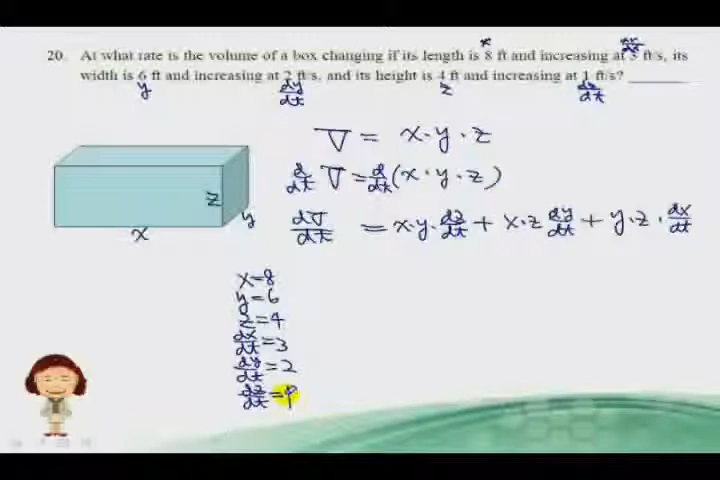 x dx/dt
20. At what rate is the volume of a box changing if its length is 8 ft and increasing at 3 ft/s, its
width is 6 ft and increasing at 2 ft/s, and its height is 4 ft and increasing at 1 ft/s? ________
y dy/dt z dz/dt
V = x·y·z
d/dt V = d/dt (x·y·z)
z
y
x
dV/dt = x·y·dz/dt + x·z dy/dt + y·z·dx/dt
x=8
y=6
z=4
dx/dt=3
dy/dt=2
dz/dt=1